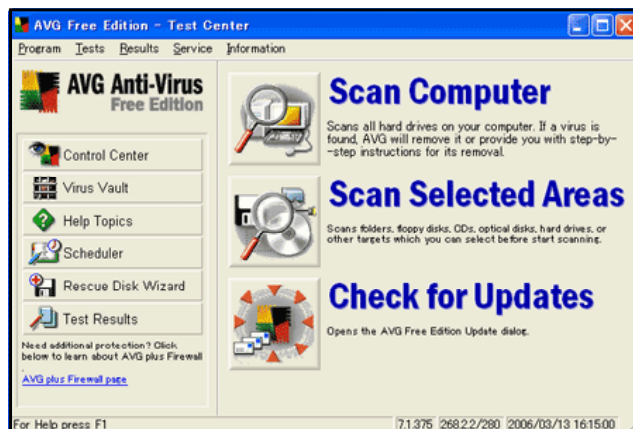 AVG Free Edition - Test Center
Program Tests Results Service Information
AVG Anti-Virus
Free Edition
Control Center
Virus Vault
Help Topics
Scheduler
Rescue Disk Wizard
Test Results
Need additional protection? Click
below to learn about AVG plus Firewall
.
AVG plus Firewall page
Scan Computer
Scans all hard drives on your computer. If a virus is
found, AVG will remove it or provide you with step-by-
-step instructions for its removal.
Scan Selected Areas
Scans folders, floppy disks, CDs, optical disks, hard drives, or
other targets which you can select before start scanning.
Check for Updates
Opens the AVG Free Edition Update dialog.
For Help press F1
7.1.375 268.2.2/280 2006/03/13 16:15:00